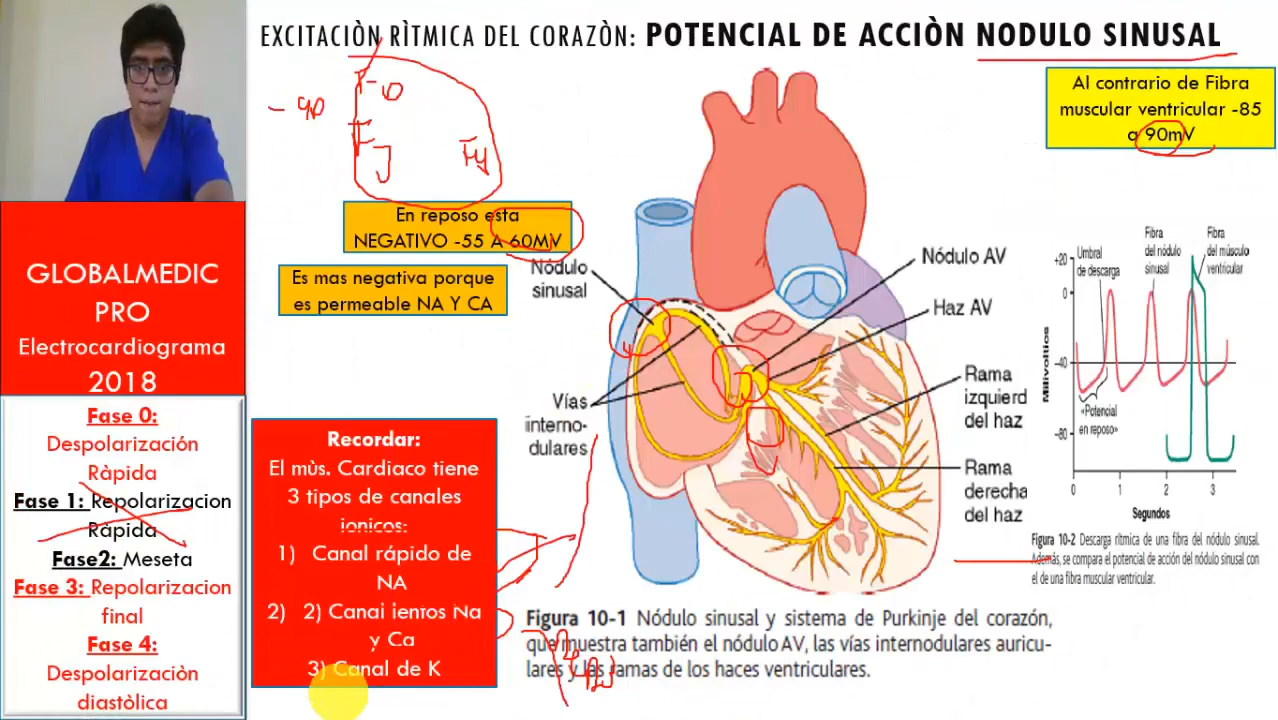 EXCITACIÒN RÌTMICA DEL CORAZÒN: POTENCIAL DE ACCIÒN NODULO SINUSAL
Al contrario de Fibra
muscular ventricular -85
a 90mV
- 90
En reposo esta
NEGATIVO -55 A 60MV
Es mas negativa porque
es permeable NA Y CA
GLOBALMEDIC
PRO
Electrocardiograma
2018
Fase 0:
Despolarización
Ràpida
Fase 1: Repolarizacion
Ràpida
Fase2: Meseta
Fase 3: Repolarizacion
final
Fase 4:
Despolarizaciòn
diastòlica
Recordar:
El mùs. Cardiaco tiene
3 tipos de canales
ionicos:
1) Canal rápido de
NA
2) 2) Canal lentos Na
y Ca
3) Canal de K
Nódulo
sinusal
Vías
interno-
dulares
Nódulo AV
Haz AV
Rama
izquierd
del haz
Rama
derecha
del haz
Figura 10-1 Nódulo sinusal y sistema de Purkinje del corazón,
que muestra también el nódulo AV, las vías internodulares auricu-
lares y las ramas de los haces ventriculares.
Umbral
de descarga
Fibra
del nódulo
sinusal
Fibra
del músculo
ventricular
+20
0
-40
-80
Milivoltios
«Potencial
en reposo»
0 1 2 3
Segundos
Figura 10-2 Descarga rítmica de una fibra del nódulo sinusal.
Además, se compara el potencial de acción del nódulo sinusal con
el de una fibra muscular ventricular.